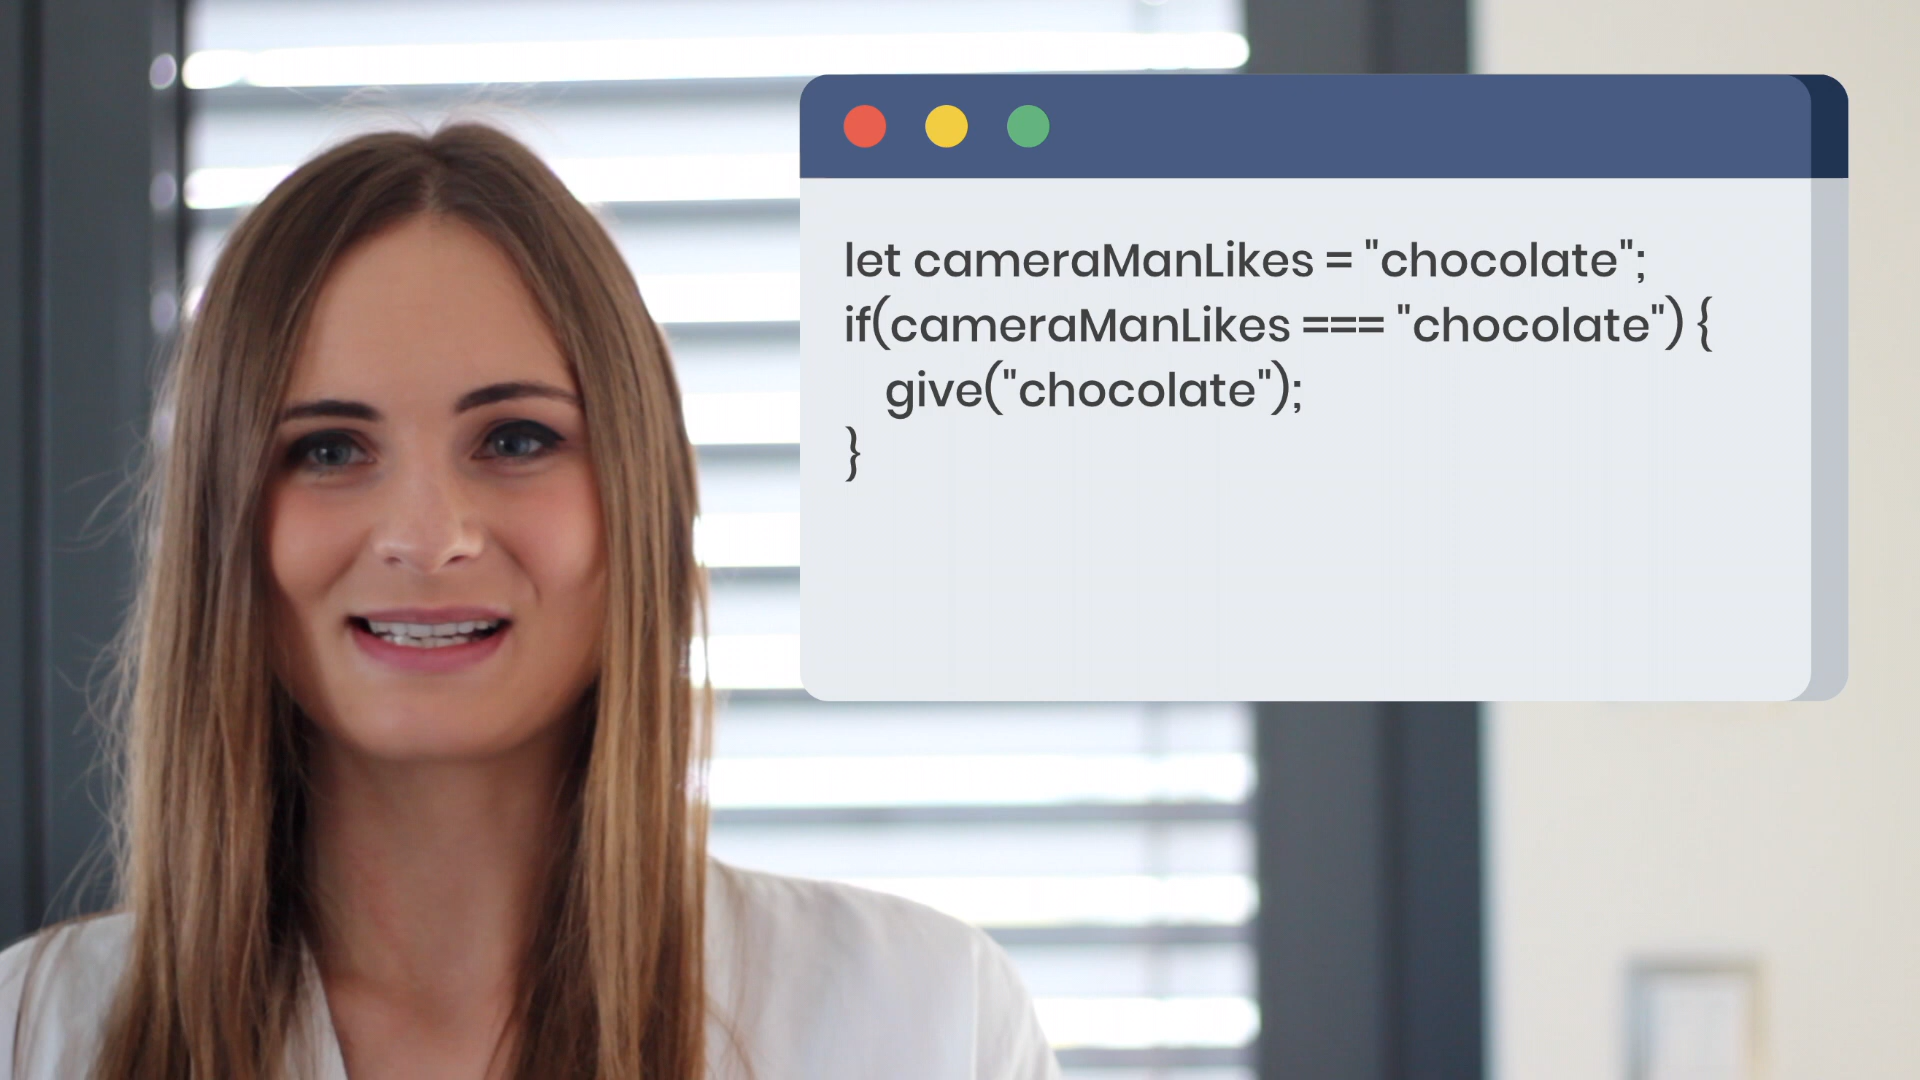 let cameraManLikes = "chocolate";
if(cameraManLikes === "chocolate") {
give("chocolate");
}